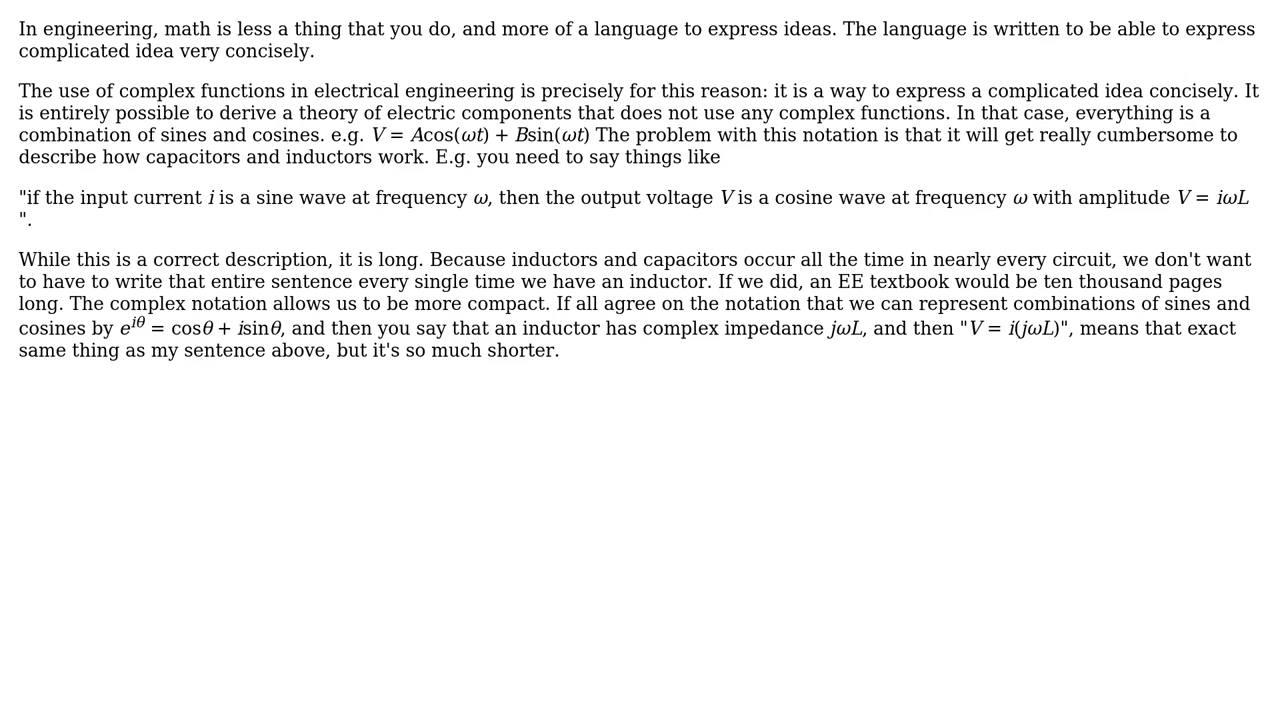 In engineering, math is less a thing that you do, and more of a language to express ideas. The language is written to be able to express
complicated idea very concisely.
The use of complex functions in electrical engineering is precisely for this reason: it is a way to express a complicated idea concisely. It
is entirely possible to derive a theory of electric components that does not use any complex functions. In that case, everything is a
combination of sines and cosines. e.g. V = Acos(ωt) + Bsin(ωt) The problem with this notation is that it will get really cumbersome to
describe how capacitors and inductors work. E.g. you need to say things like
"if the input current i is a sine wave at frequency ω, then the output voltage V is a cosine wave at frequency ω with amplitude V = iωL
".
While this is a correct description, it is long. Because inductors and capacitors occur all the time in nearly every circuit, we don't want
to have to write that entire sentence every single time we have an inductor. If we did, an EE textbook would be ten thousand pages
long. The complex notation allows us to be more compact. If all agree on the notation that we can represent combinations of sines and
cosines by e^{iθ} = cosθ + isinθ, and then you say that an inductor has complex impedance jωL, and then "V = i(jωL)", means that exact
same thing as my sentence above, but it's so much shorter.